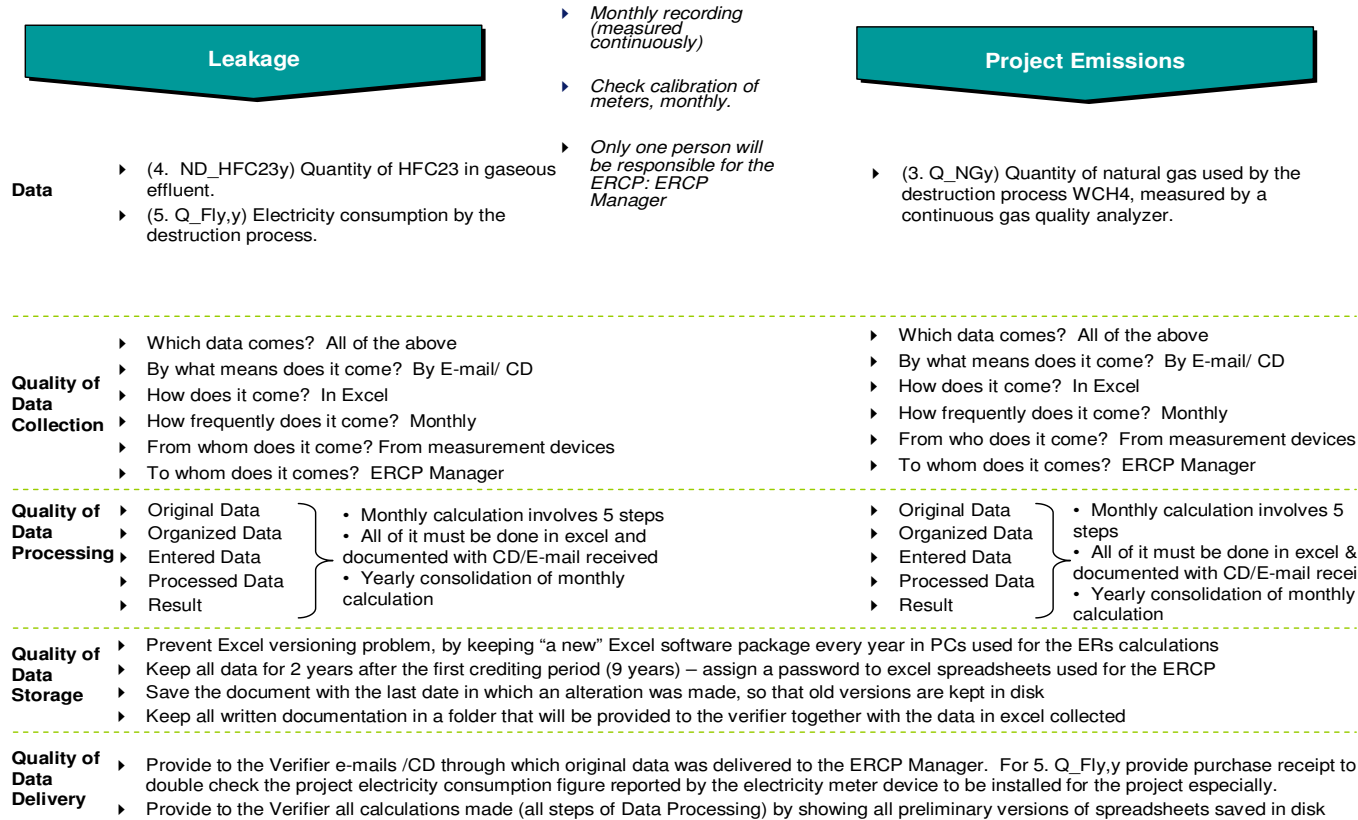 Leakage
Monthly recording
(measured
continuously)
Check calibration of
meters, monthly.
Only one person will
be responsible for the
ERCP: ERCP
Manager
Project Emissions
Data
(4. ND_HFC23y) Quantity of HFC23 in gaseous
effluent.
(5. Q_Fly,y) Electricity consumption by the
destruction process.
(3. Q_NGy) Quantity of natural gas used by the
destruction process WCH4, measured by a
continuous gas quality analyzer.
Quality of
Data
Collection
Which data comes? All of the above
By what means does it come? By E-mail/ CD
How does it come? In Excel
How frequently does it come? Monthly
From whom does it come? From measurement devices
To whom does it comes? ERCP Manager
Which data comes? All of the above
By what means does it come? By E-mail/ CD
How does it come? In Excel
How frequently does it come? Monthly
From who does it come? From measurement devices
To whom does it comes? ERCP Manager
Quality of
Data
Processing
Original Data
Organized Data
Entered Data
Processed Data
Result
• Monthly calculation involves 5 steps
• All of it must be done in excel and
documented with CD/E-mail received
• Yearly consolidation of monthly
calculation
Original Data
Organized Data
Entered Data
Processed Data
Result
• Monthly calculation involves 5
steps
• All of it must be done in excel &
documented with CD/E-mail recei
• Yearly consolidation of monthly
calculation
Quality of
Data
Storage
Prevent Excel versioning problem, by keeping “a new” Excel software package every year in PCs used for the ERs calculations
Keep all data for 2 years after the first crediting period (9 years) – assign a password to excel spreadsheets used for the ERCP
Save the document with the last date in which an alteration was made, so that old versions are kept in disk
Keep all written documentation in a folder that will be provided to the verifier together with the data in excel collected
Quality of
Data
Delivery
Provide to the Verifier e-mails /CD through which original data was delivered to the ERCP Manager. For 5. Q_Fly,y provide purchase receipt to
double check the project electricity consumption figure reported by the electricity meter device to be installed for the project especially.
Provide to the Verifier all calculations made (all steps of Data Processing) by showing all preliminary versions of spreadsheets saved in disk